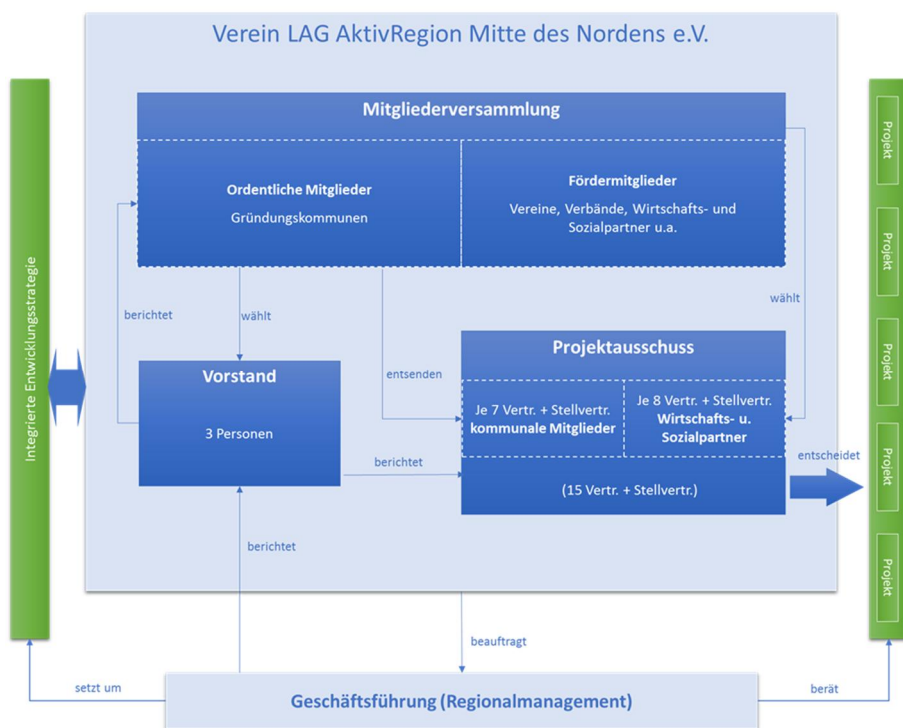 Verein LAG AktivRegion Mitte des Nordens e.V.
Integrierte Entwicklungsstrategie
Mitgliederversammlung
Ordentliche Mitglieder
Gründungskommunen
Fördermitglieder
Vereine, Verbände, Wirtschafts- und
Sozialpartner u.a.
berichtet
wählt
entsenden
wählt
Vorstand
3 Personen
Projektausschuss
Je 7 Vertr. + Stellvertr.
kommunale Mitglieder
Je 8 Vertr. + Stellvertr.
Wirtschafts- u.
Sozialpartner
(15 Vertr. + Stellvertr.)
berichtet
entscheidet
Projekt
Projekt
Projekt
Projekt
Projekt
berichtet
beauftragt
setzt um
Geschäftsführung (Regionalmanagement)
berät